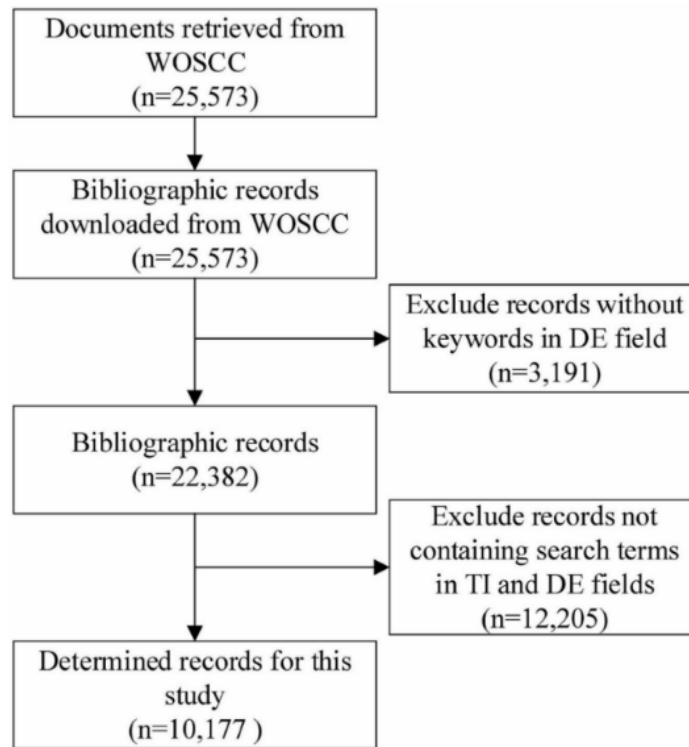 Documents retrieved from
WOSCC
(n=25,573)
Bibliographic records
downloaded from WOSCC
(n=25,573)
Exclude records without
keywords in DE field
(n=3,191)
Bibliographic records
(n=22,382)
Exclude records not
containing search terms
in TI and DE fields
(n=12,205)
Determined records for this
study
(n=10,177 )